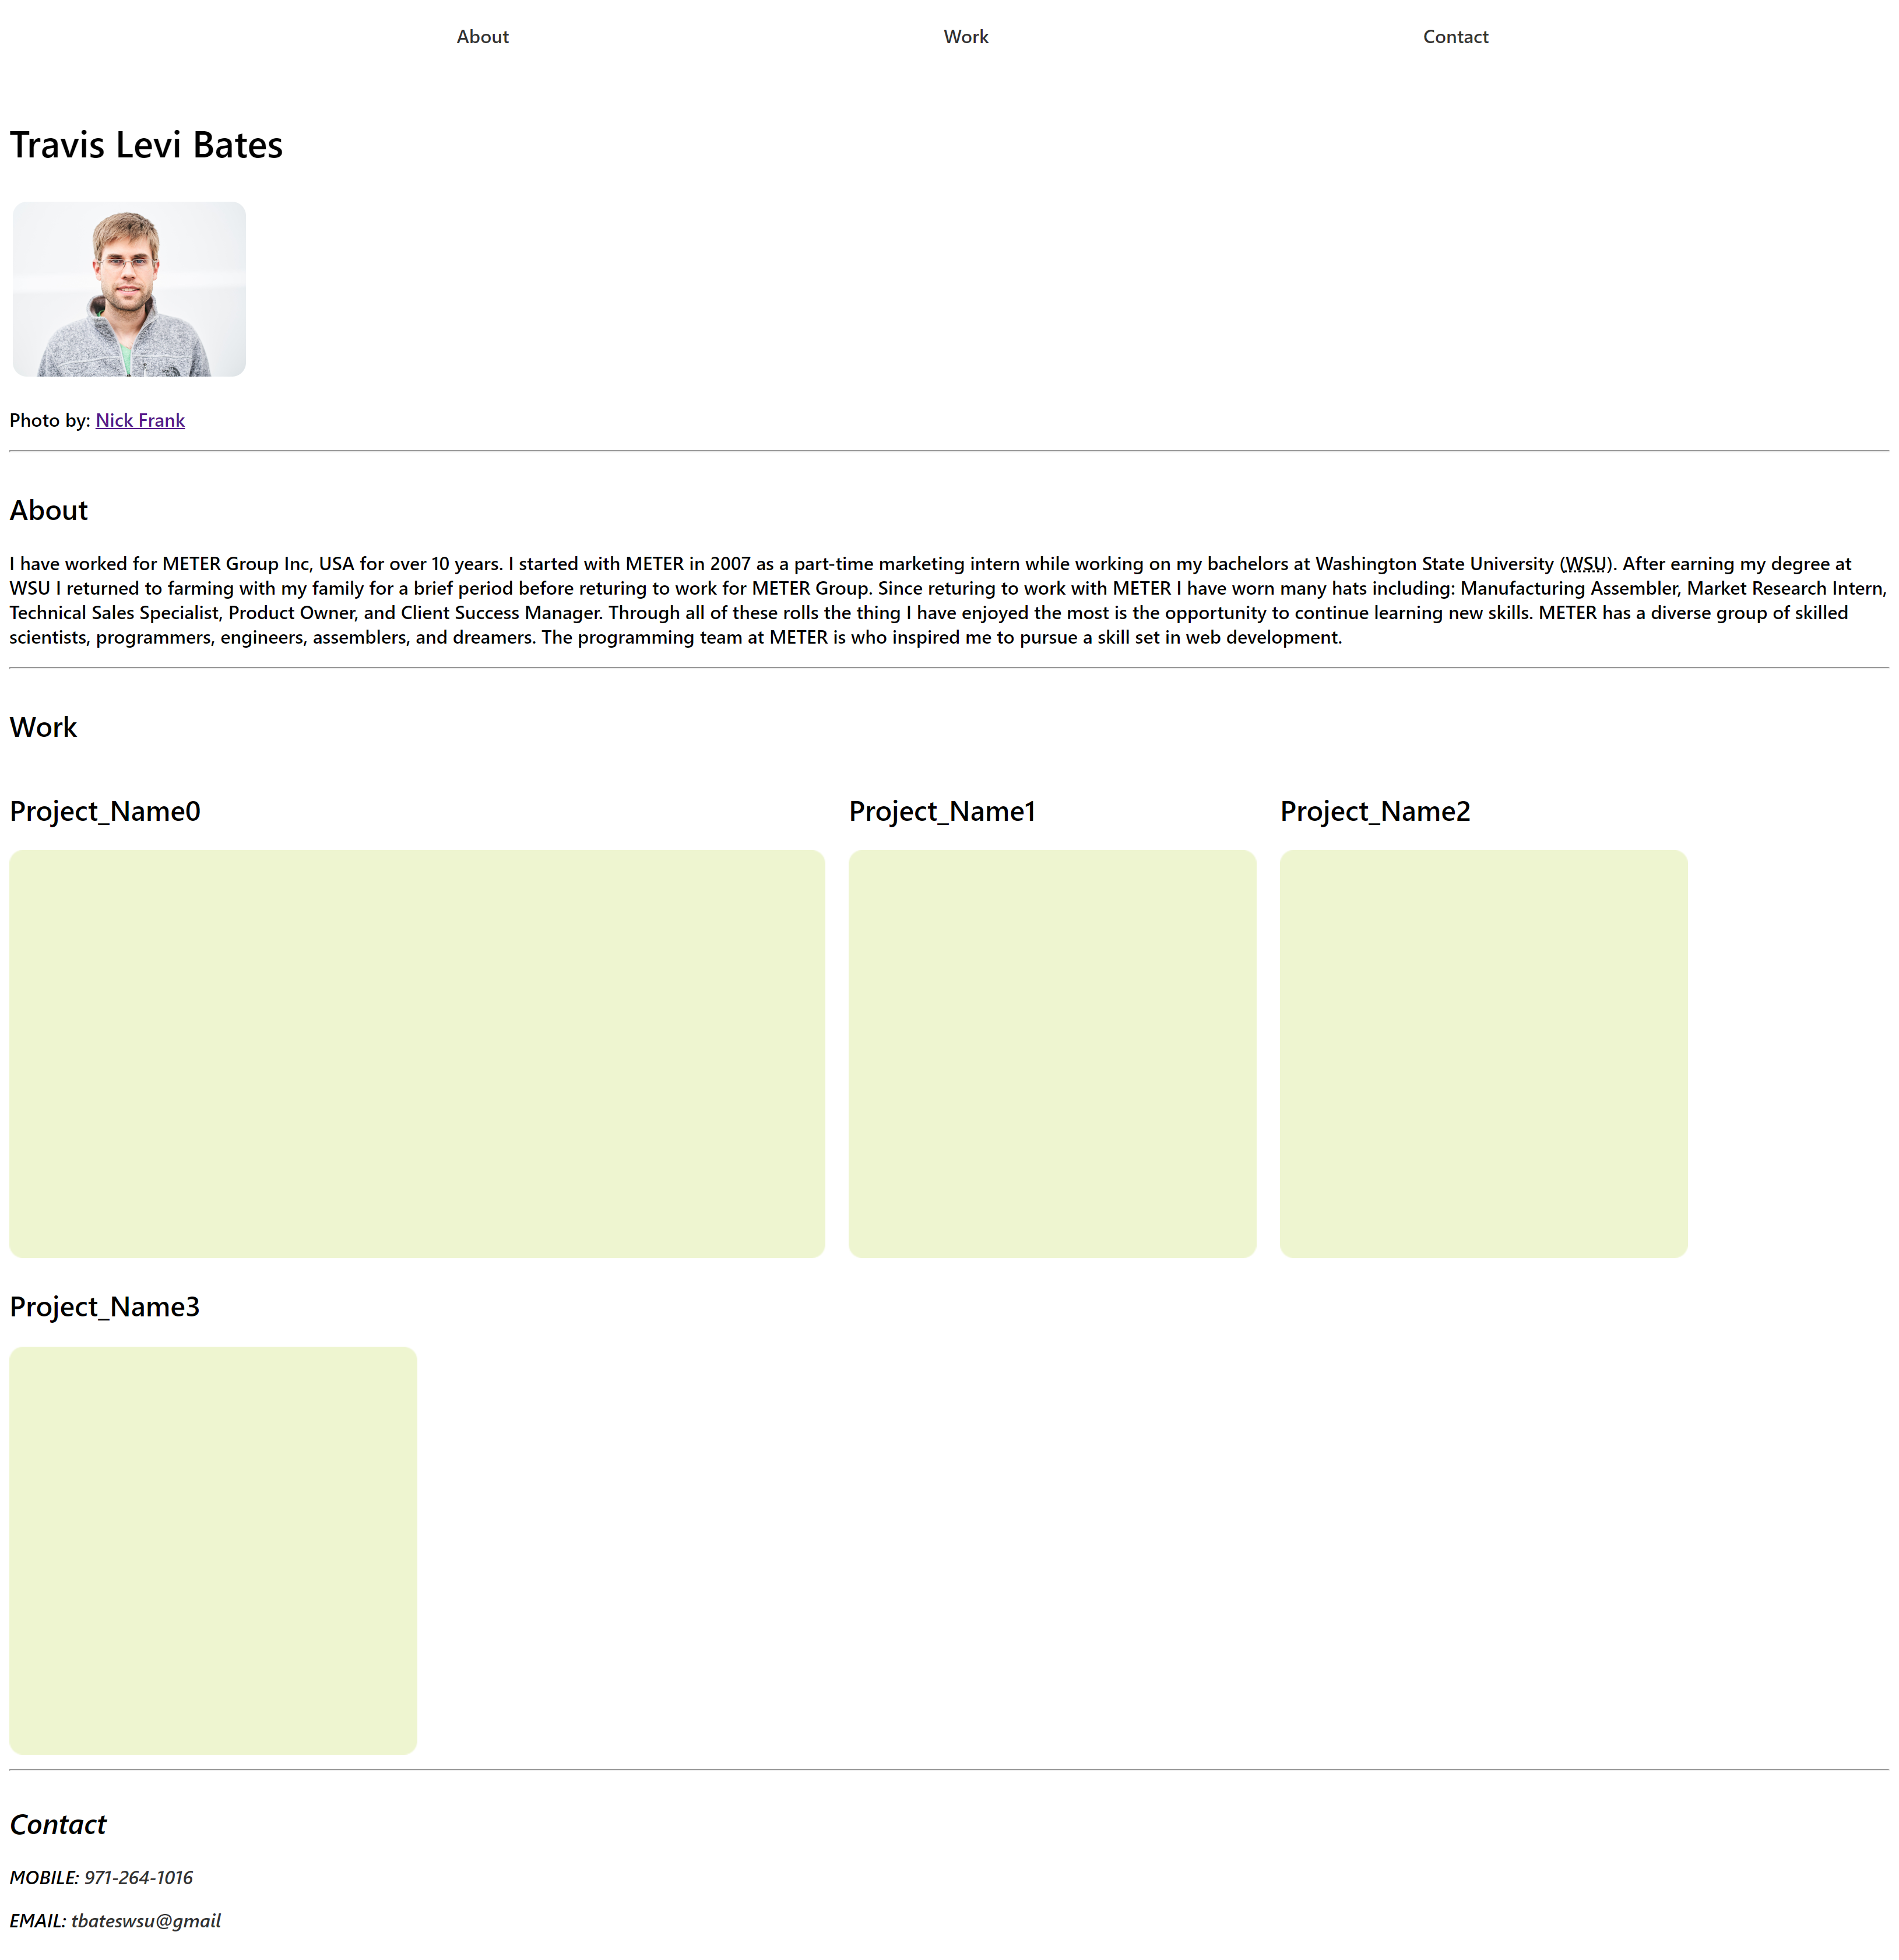 About Work Contact
Travis Levi Bates
Photo by: Nick Frank
About
I have worked for METER Group Inc, USA for over 10 years. I started with METER in 2007 as a part-time marketing intern while working on my bachelors at Washington State University (WSU). After earning my degree at
WSU I returned to farming with my family for a brief period before returing to work for METER Group. Since returing to work with METER I have worn many hats including: Manufacturing Assembler, Market Research Intern,
Technical Sales Specialist, Product Owner, and Client Success Manager. Through all of these rolls the thing I have enjoyed the most is the opportunity to continue learning new skills. METER has a diverse group of skilled
scientists, programmers, engineers, assemblers, and dreamers. The programming team at METER is who inspired me to pursue a skill set in web development.
Work
Project_Name0 Project_Name1 Project_Name2
Project_Name3
Contact
MOBILE: 971-264-1016
EMAIL: tbateswsu@gmail